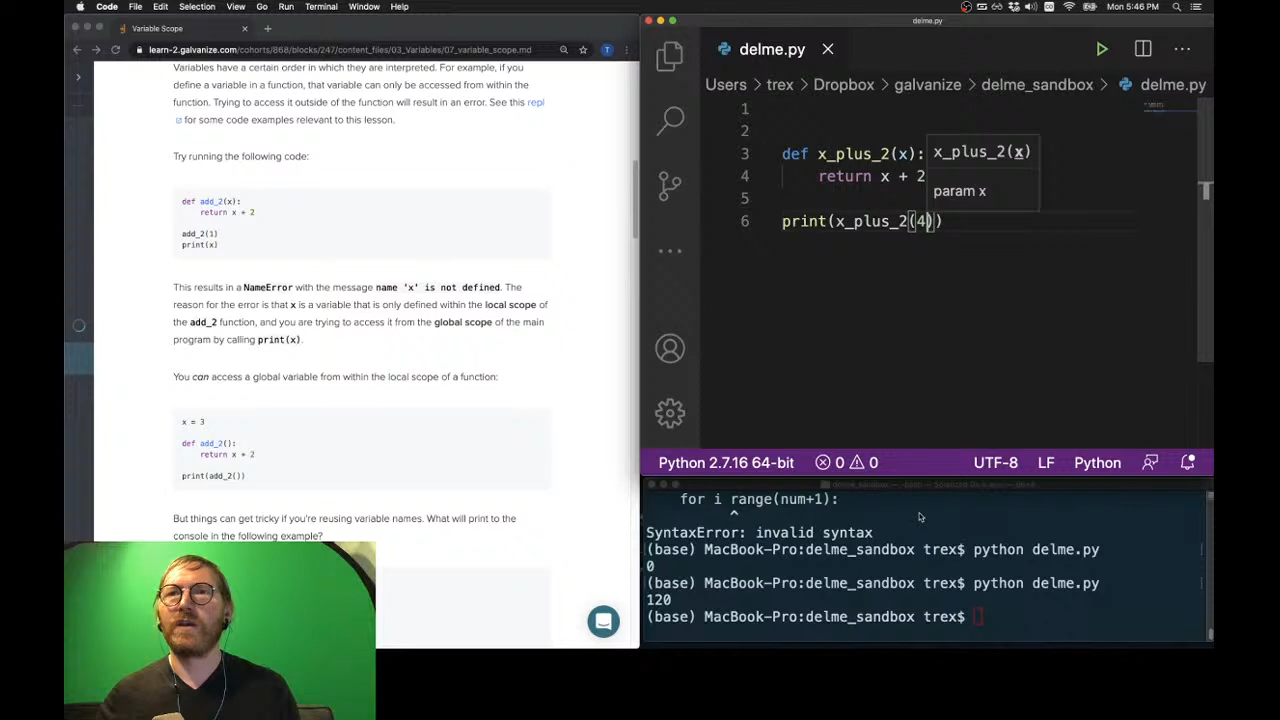 Code File Edit Selection View Go Run Terminal Window Help
Mon 5:46 PM
Variable Scope
learn-2.galvanize.com/cohorts/868/blocks/247/content_files/03_Variables/07_variable_scope.md
T
Variables have a certain order in which they are interpreted. For example, if you
define a variable in a function, that variable can only be accessed from within the
function. Trying to access it outside of the function will result in an error. See this repl
for some code examples relevant to this lesson.
Try running the following code:
def add_2(x):
return x + 2
add_2(1)
print(x)
This results in a NameError with the message name 'x' is not defined. The
reason for the error is that x is a variable that is only defined within the local scope of
the add_2 function, and you are trying to access it from the global scope of the main
program by calling print(x).
You can access a global variable from within the local scope of a function:
x = 3
def add_2():
return x + 2
print(add_2())
But things can get tricky if you're reusing variable names. What will print to the
console in the following example?
delme.py
delme.py
Users trex Dropbox galvanize delme_sandbox delme.py
1
2
3 def x_plus_2(x):
4 return x + 2
5
6 print(x_plus_2(4))
x_plus_2(x)
param x
Python 2.7.16 64-bit 0 0 UTF-8 LF Python
for i range(num+1):
^
SyntaxError: invalid syntax
(base) MacBook-Pro:delme_sandbox trex$ python delme.py
0
(base) MacBook-Pro:delme_sandbox trex$ python delme.py
120
(base) MacBook-Pro:delme_sandbox trex$